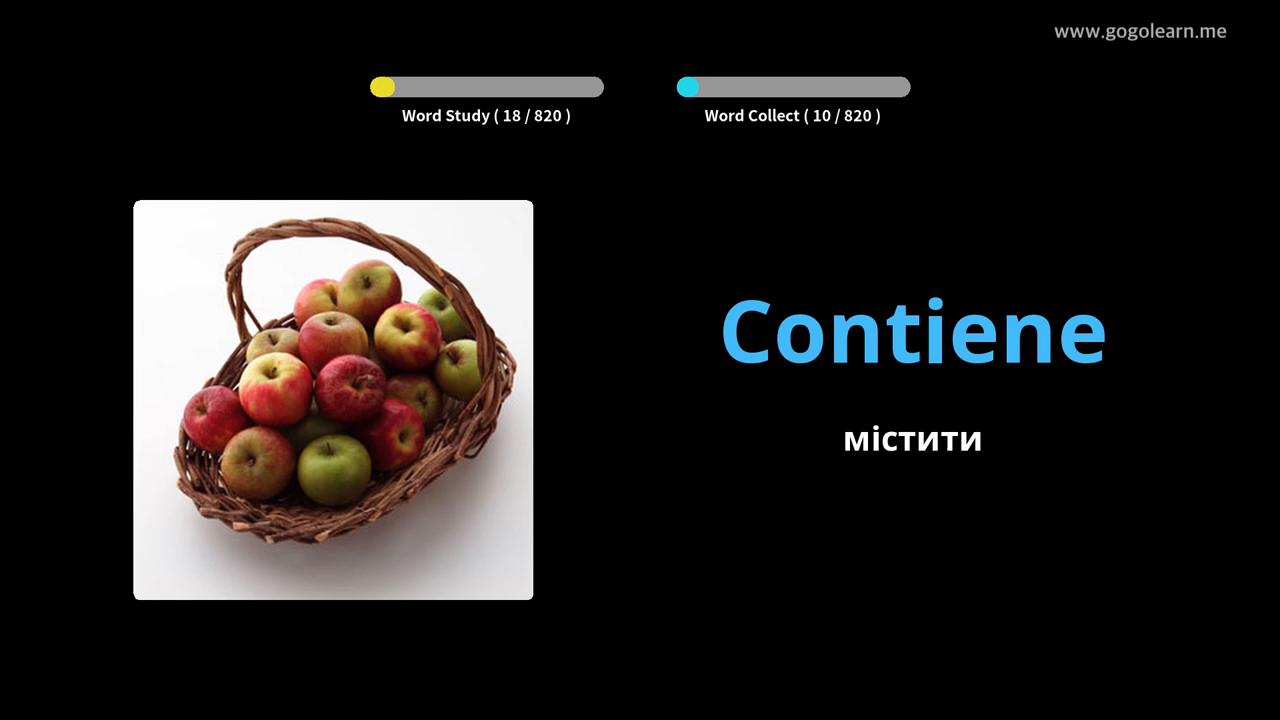 www.gogolearn.me
Word Study ( 18 / 820 )
Word Collect ( 10 / 820 )
Contiene
містити